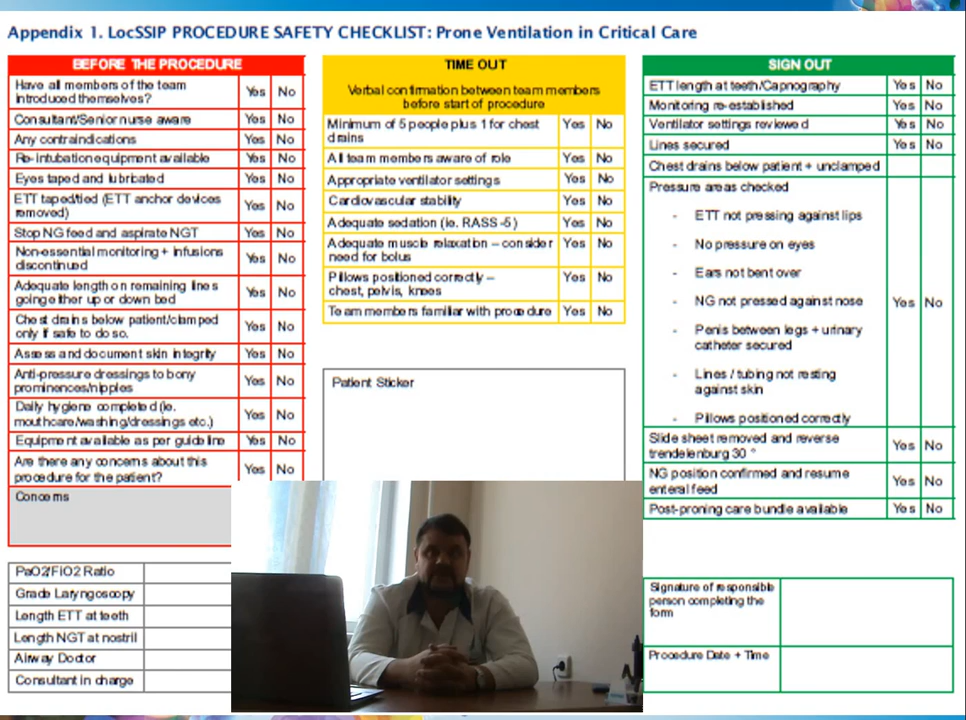 Appendix 1. LocSSIP PROCEDURE SAFETY CHECKLIST: Prone Ventilation in Critical Care
BEFORE THE PROCEDURE
Have all members of the team
introduced themselves? Yes No
Consultant/Senior nurse aware Yes No
Any contraindications Yes No
Re-intubation equipment available Yes No
Eyes taped and lubricated Yes No
ETT taped/tied (ETT anchor devices
removed) Yes No
Stop NG feed and aspirate NGT Yes No
Non-essential monitoring + infusions
discontinued Yes No
Adequate length on remaining lines
going either up or down bed Yes No
Chest drains below patient/clamped
only if safe to do so. Yes No
Assess and document skin integrity Yes No
Anti-pressure dressings to bony
prominences/nipples Yes No
Daily hygiene completed (ie.
mouthcare/washing/dressings etc.) Yes No
Equipment available as per guideline Yes No
Are there any concerns about this
procedure for the patient? Yes No
Concerns
PaO2/FiO2 Ratio
Grade Laryngoscopy
Length ETT at teeth
Length NGT at nostril
Airway Doctor
Consultant in charge
TIME OUT
Verbal confirmation between team members
before start of procedure
Minimum of 5 people plus 1 for chest
drains Yes No
All team members aware of role Yes No
Appropriate ventilator settings Yes No
Cardiovascular stability Yes No
Adequate sedation (ie. RASS -5) Yes No
Adequate muscle relaxation – consider
need for bolus Yes No
Pillows positioned correctly –
chest, pelvis, knees Yes No
Team members familiar with procedure Yes No
Patient Sticker
SIGN OUT
ETT length at teeth/Capnography Yes No
Monitoring re-established Yes No
Ventilator settings reviewed Yes No
Lines secured Yes No
Chest drains below patient + unclamped
Pressure areas checked Yes No
- ETT not pressing against lips
- No pressure on eyes
- Ears not bent over
- NG not pressed against nose
- Penis between legs + urinary
catheter secured
- Lines / tubing not resting
against skin
- Pillows positioned correctly
Slide sheet removed and reverse
trendelenburg 30 ° Yes No
NG position confirmed and resume
enteral feed Yes No
Post-proning care bundle available Yes No
Signature of responsible
person completing the
form
Procedure Date + Time